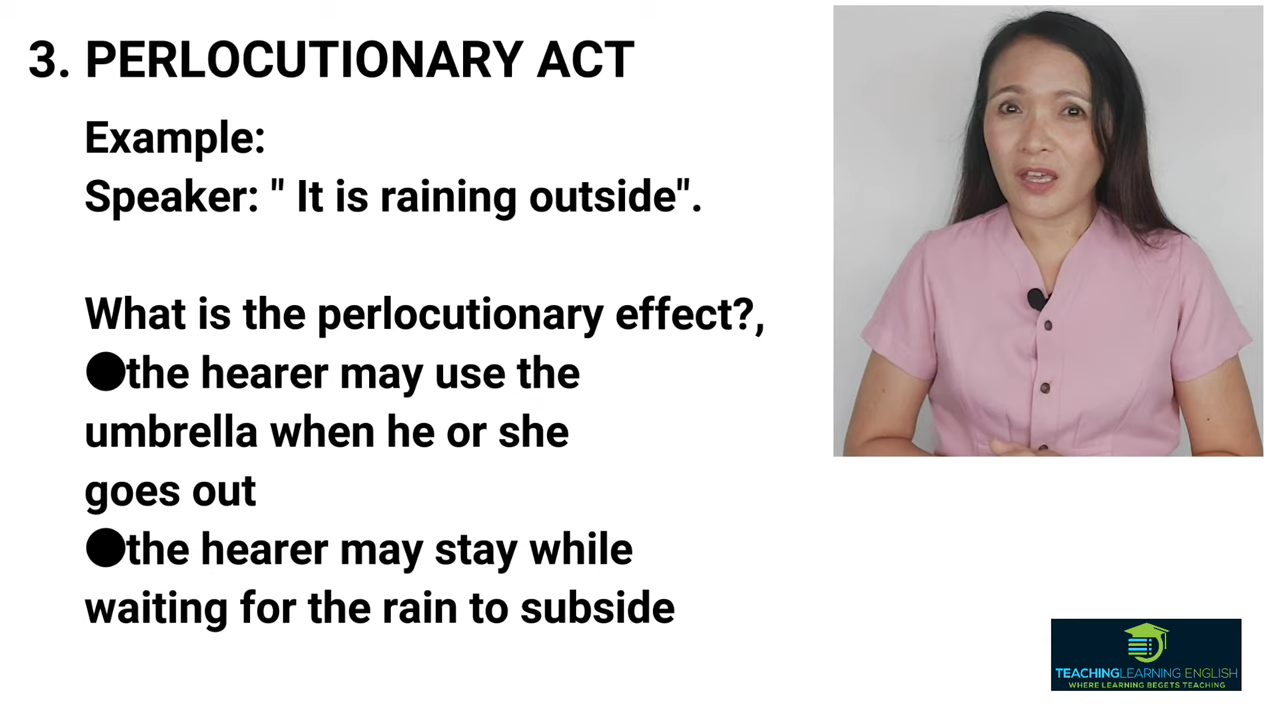 3. PERLOCUTIONARY ACT
Example:
Speaker: " It is raining outside".
What is the perlocutionary effect?,
●the hearer may use the
umbrella when he or she
goes out
●the hearer may stay while
waiting for the rain to subside
TEACHINGLEARNING ENGLISH
WHERE LEARNING BEGETS TEACHING